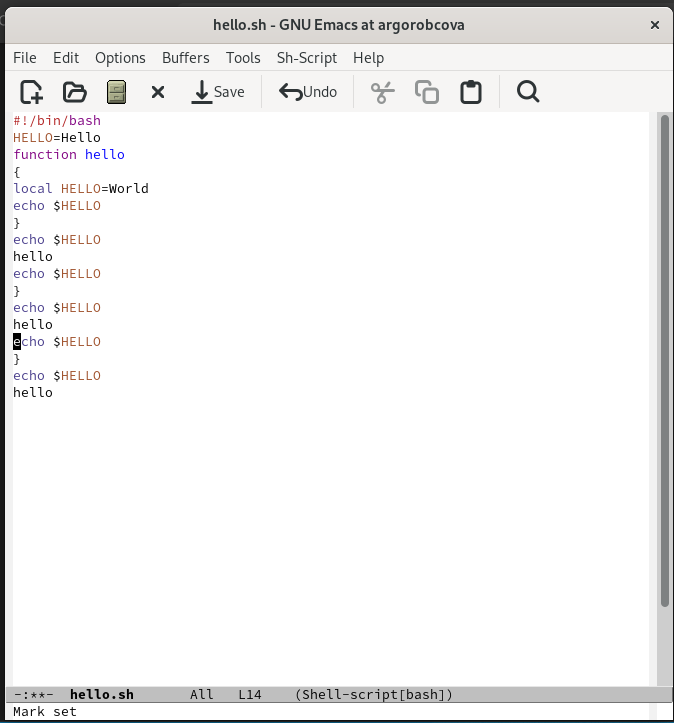 hello.sh - GNU Emacs at argorobcova
File Edit Options Buffers Tools Sh-Script Help
Save Undo
#!/bin/bash
HELLO=Hello
function hello
{
local HELLO=World
echo $HELLO
}
echo $HELLO
hello
echo $HELLO
}
echo $HELLO
hello
echo $HELLO
}
echo $HELLO
hello
-:**- hello.sh All L14 (Shell-script[bash])
Mark set